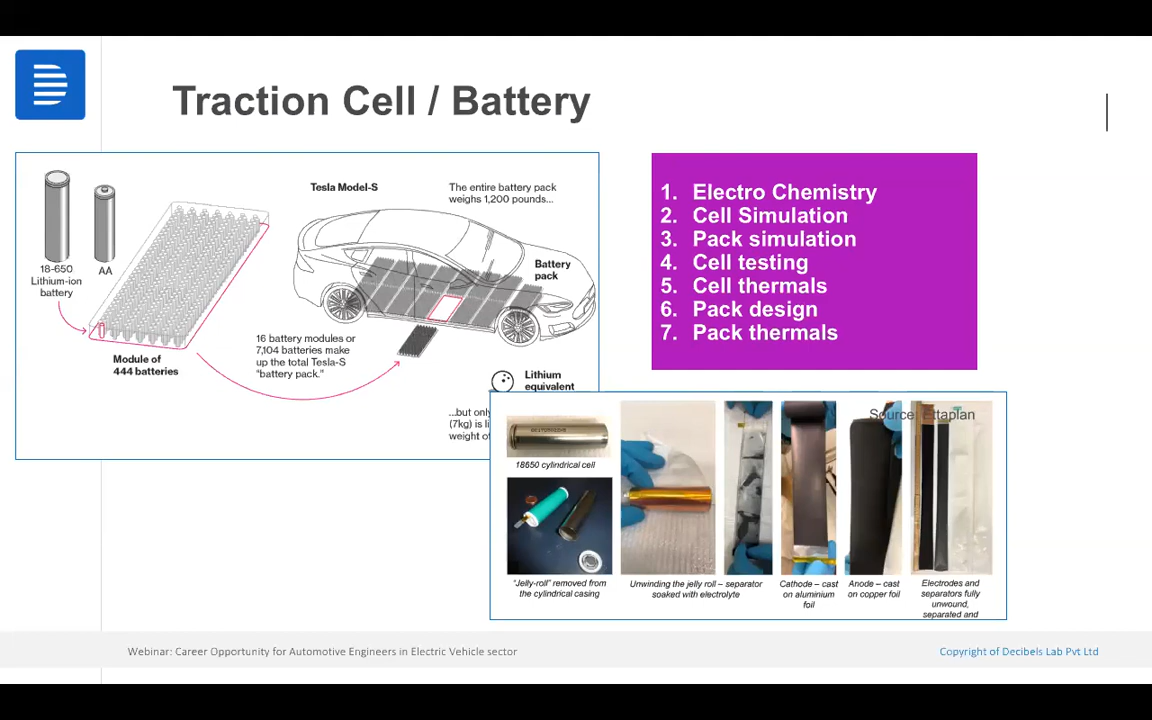 Traction Cell / Battery
18-650
Lithium-ion
battery
AA
Module of
444 batteries
Tesla Model-S
The entire battery pack
weighs 1,200 pounds...
Battery
pack
16 battery modules or
7,104 batteries make
up the total Tesla-S
“battery pack.”
Lithium
equivalent
...but only
(7kg) is li
weight of
1. Electro Chemistry
2. Cell Simulation
3. Pack simulation
4. Cell testing
5. Cell thermals
6. Pack design
7. Pack thermals
Source: Ettaplan
18650 cylindrical cell
“Jelly-roll” removed from
the cylindrical casing
Unwinding the jelly roll – separator
soaked with electrolyte
Cathode – cast
on aluminium
foil
Anode – cast
on copper foil
Electrodes and
separators fully
unwound,
separated and
Webinar: Career Opportunity for Automotive Engineers in Electric Vehicle sector
Copyright of Decibels Lab Pvt Ltd